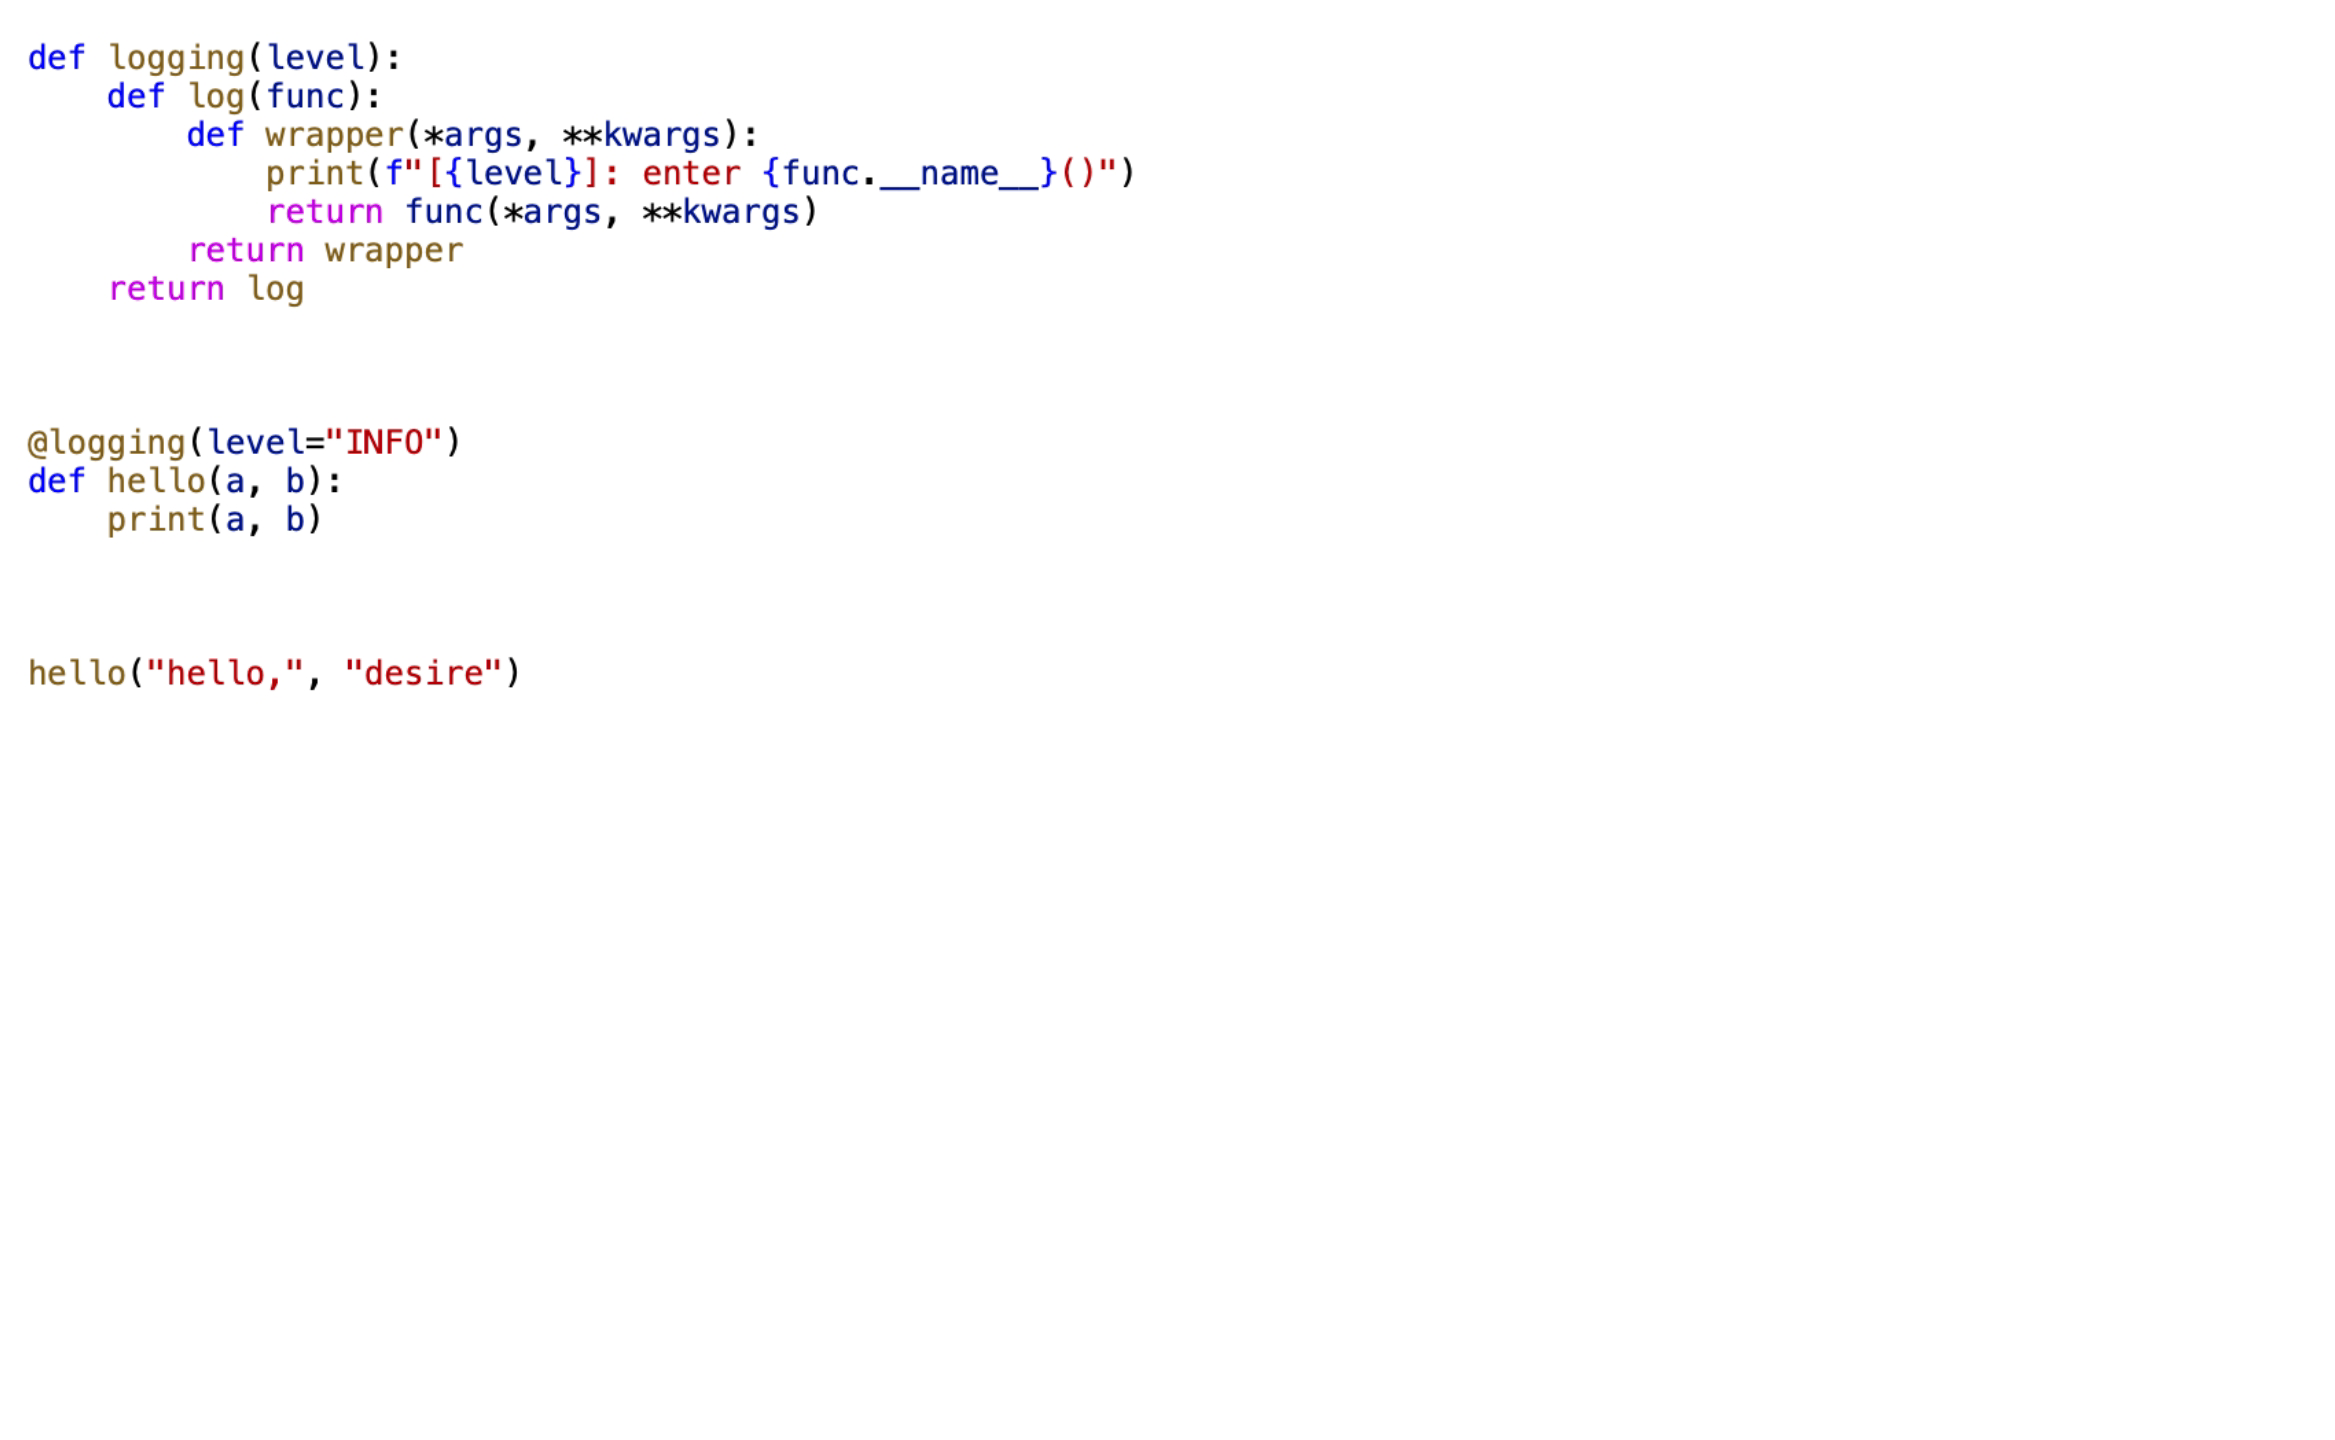 def logging(level):
    def log(func):
        def wrapper(*args, **kwargs):
            print(f"[{level}]: enter {func.__name__}()")
            return func(*args, **kwargs)
        return wrapper
    return log
@logging(level="INFO")
def hello(a, b):
    print(a, b)
hello("hello,", "desire")